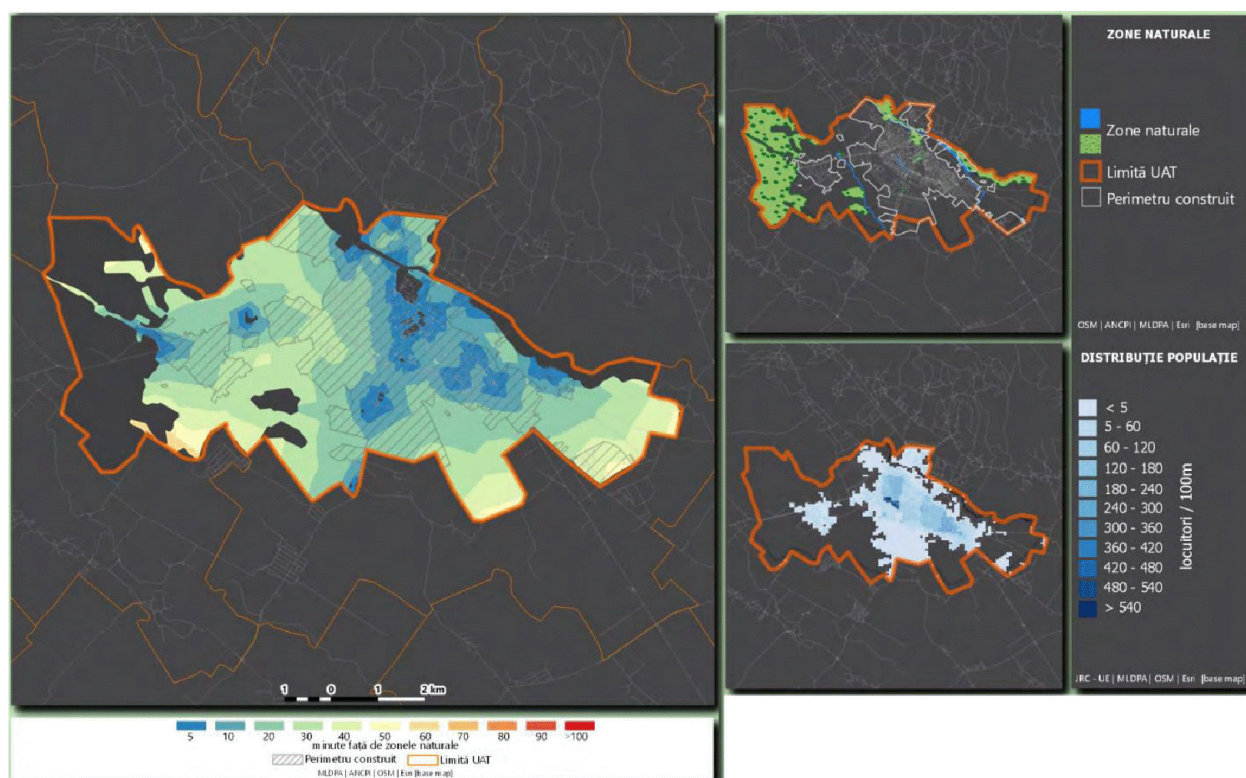 1 0 1 2 km
5 10 20 30 40 50 60 70 80 90 >100
minute față de zonele naturale
Perimetru construit Limită UAT
MLDPA | ANCPI | OSM | Esri [base map]
ZONE NATURALE
Zone naturale
Limită UAT
Perimetru construit
OSM | ANCPI | MLDPA | Esri [base map]
DISTRIBUȚIE POPULAȚIE
< 5
5 - 60
60 - 120
120 - 180
180 - 240
240 - 300
300 - 360
360 - 420
420 - 480
480 - 540
> 540
locuitori / 100m
JRC - UE | MLDPA | OSM | Esri [base map]